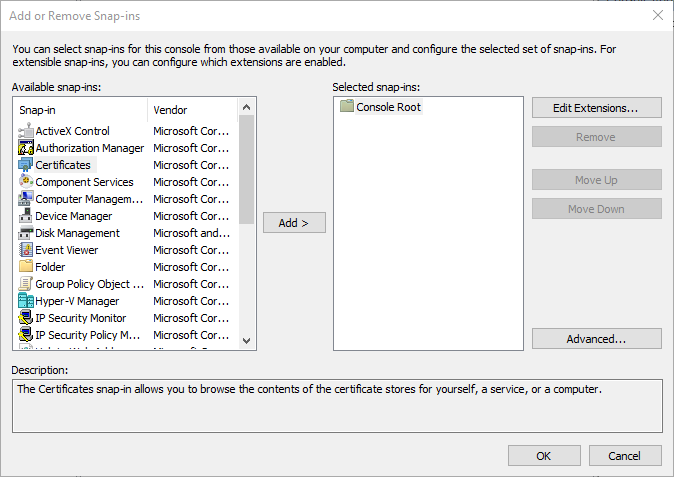 Add or Remove Snap-ins
You can select snap-ins for this console from those available on your computer and configure the selected set of snap-ins. For
extensible snap-ins, you can configure which extensions are enabled.
Available snap-ins:
Snap-in Vendor
ActiveX Control Microsoft Cor...
Authorization Manager Microsoft Cor...
Certificates Microsoft Cor...
Component Services Microsoft Cor...
Computer Managem... Microsoft Cor...
Device Manager Microsoft Cor...
Disk Management Microsoft and...
Event Viewer Microsoft Cor...
Folder Microsoft Cor...
Group Policy Object ... Microsoft Cor...
Hyper-V Manager Microsoft Cor...
IP Security Monitor Microsoft Cor...
IP Security Policy M... Microsoft Cor...
Add >
Selected snap-ins:
Console Root
Edit Extensions...
Remove
Move Up
Move Down
Advanced...
Description:
The Certificates snap-in allows you to browse the contents of the certificate stores for yourself, a service, or a computer.
OK
Cancel